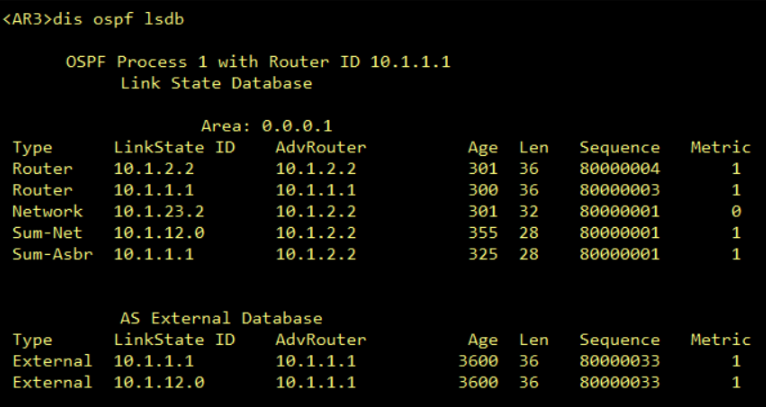 <AR3>dis ospf lsdb
OSPF Process 1 with Router ID 10.1.1.1
Link State Database
Area: 0.0.0.1
Type LinkState ID AdvRouter Age Len Sequence Metric
Router 10.1.2.2 10.1.2.2 301 36 80000004 1
Router 10.1.1.1 10.1.1.1 300 36 80000003 1
Network 10.1.23.2 10.1.2.2 301 32 80000001 0
Sum-Net 10.1.12.0 10.1.2.2 355 28 80000001 1
Sum-Asbr 10.1.1.1 10.1.2.2 325 28 80000001 1
AS External Database
Type LinkState ID AdvRouter Age Len Sequence Metric
External 10.1.1.1 10.1.1.1 3600 36 80000033 1
External 10.1.12.0 10.1.1.1 3600 36 80000033 1